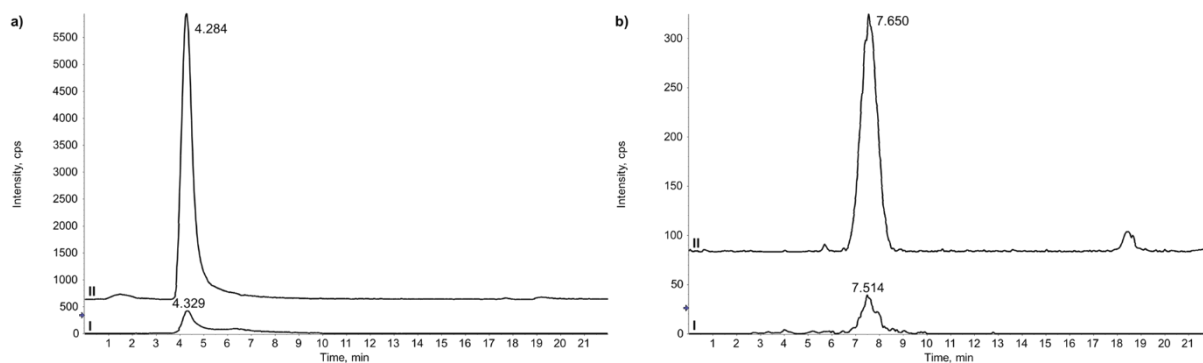 a)
4.284
5500
5000
4500
4000
3500
3000
2500
2000
1500
1000
500
0
Intensity, cps
II
4.329
I
1 2 3 4 5 6 7 8 9 10 11 12 13 14 15 16 17 18 19 20 21
Time, min
b)
7.650
300
250
200
150
100
50
0
Intensity, cps
II
7.514
I
1 2 3 4 5 6 7 8 9 10 11 12 13 14 15 16 17 18 19 20 21
Time, min